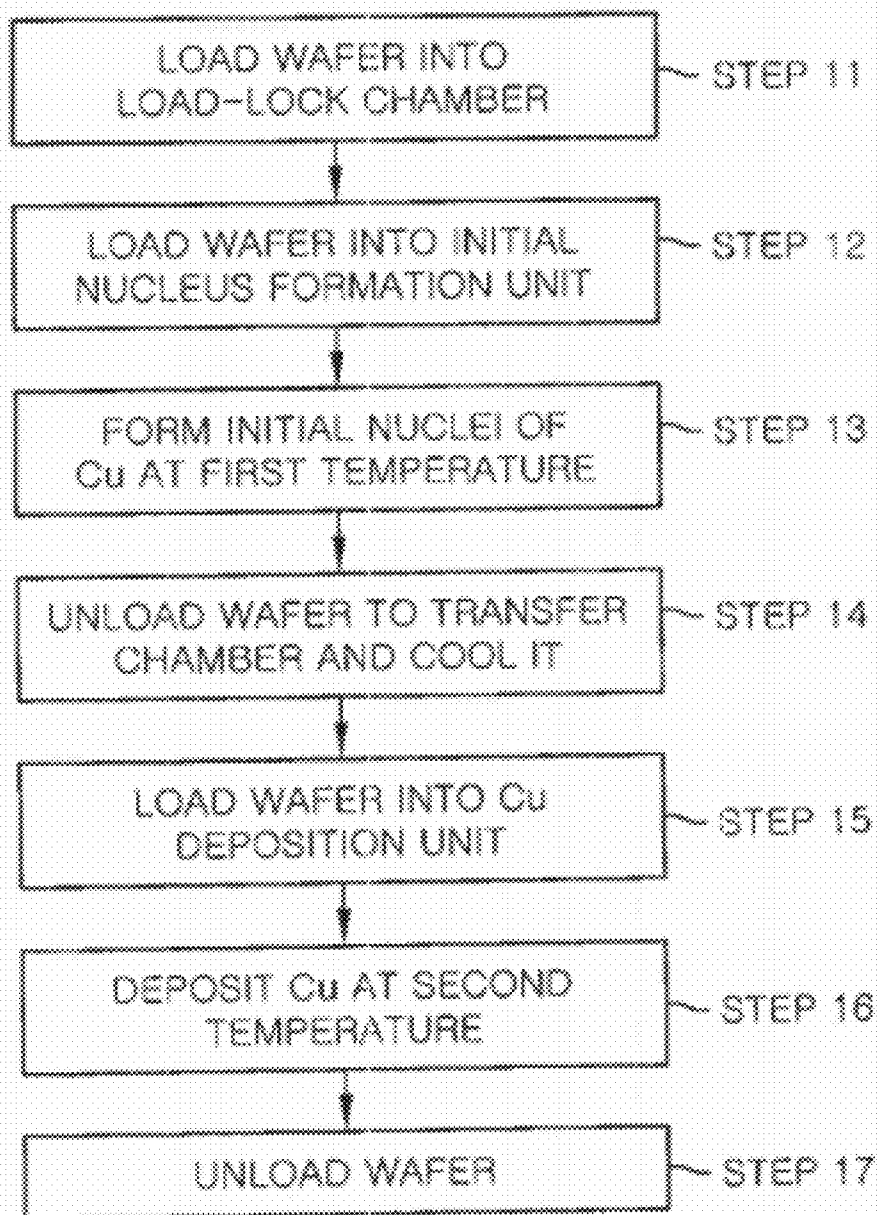 LOAD WAFER INTO
LOAD-LOCK CHAMBER
STEP 11
LOAD WAFER INTO INITIAL
NUCLEUS FORMATION UNIT
STEP 12
FORM INITIAL NUCLEI OF
Cu AT FIRST TEMPERATURE
STEP 13
UNLOAD WAFER TO TRANSFER
CHAMBER AND COOL IT
STEP 14
LOAD WAFER INTO Cu
DEPOSITION UNIT
STEP 15
DEPOSIT Cu AT SECOND
TEMPERATURE
STEP 16
UNLOAD WAFER
STEP 17